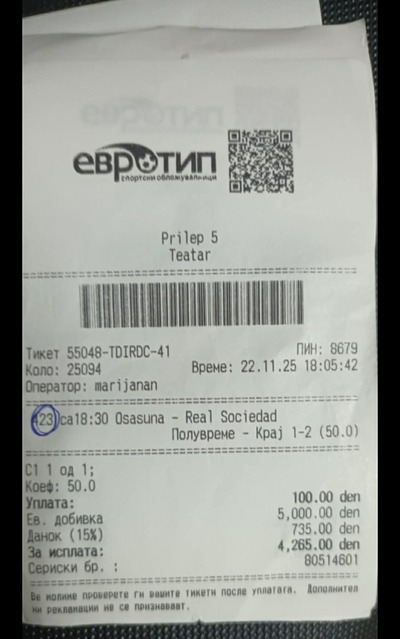 евротип
спортски обложувалници
Prilep 5
Teatar
Тикет 55048-TDIRDC-41 ПИН: 8679
Коло: 25094 Време: 22.11.25 18:05:42
Оператор: marijanan
423 са18:30 Osasuna - Real Sociedad
Полувреме - Крај 1-2 (50.0)
С1 1 од 1;
Коеф: 50.0
Уплата: 100.00 den
Ев. добивка 5,000.00 den
Данок (15%) 735.00 den
За исплата: 4,265.00 den
Сериски бр. : 80514601
Ве молиме проверете ги вашите тикети после уплатата. Дополнител
ни рекламации не се признаваат.